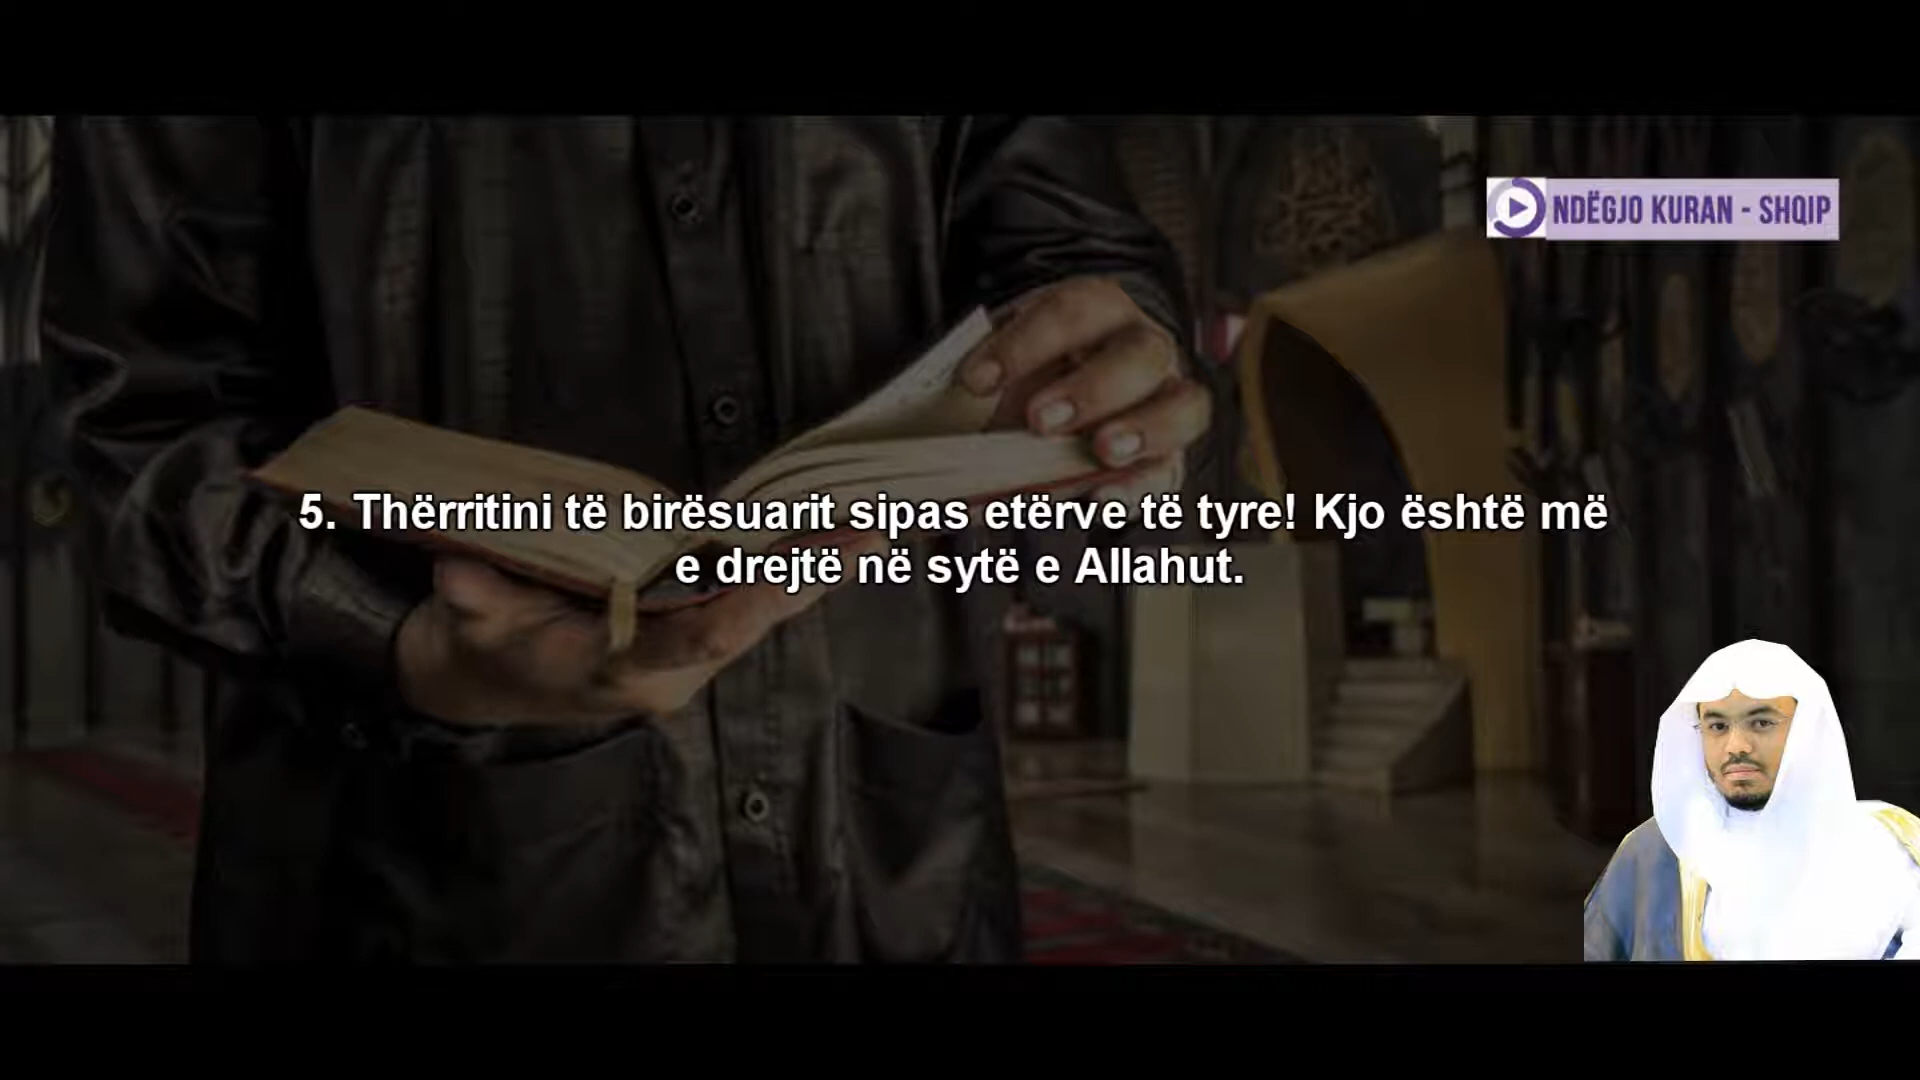 NDËGJO KURAN - SHQIP
5. Thërritini të birësuarit sipas etërve të tyre! Kjo është më
e drejtë në sytë e Allahut.